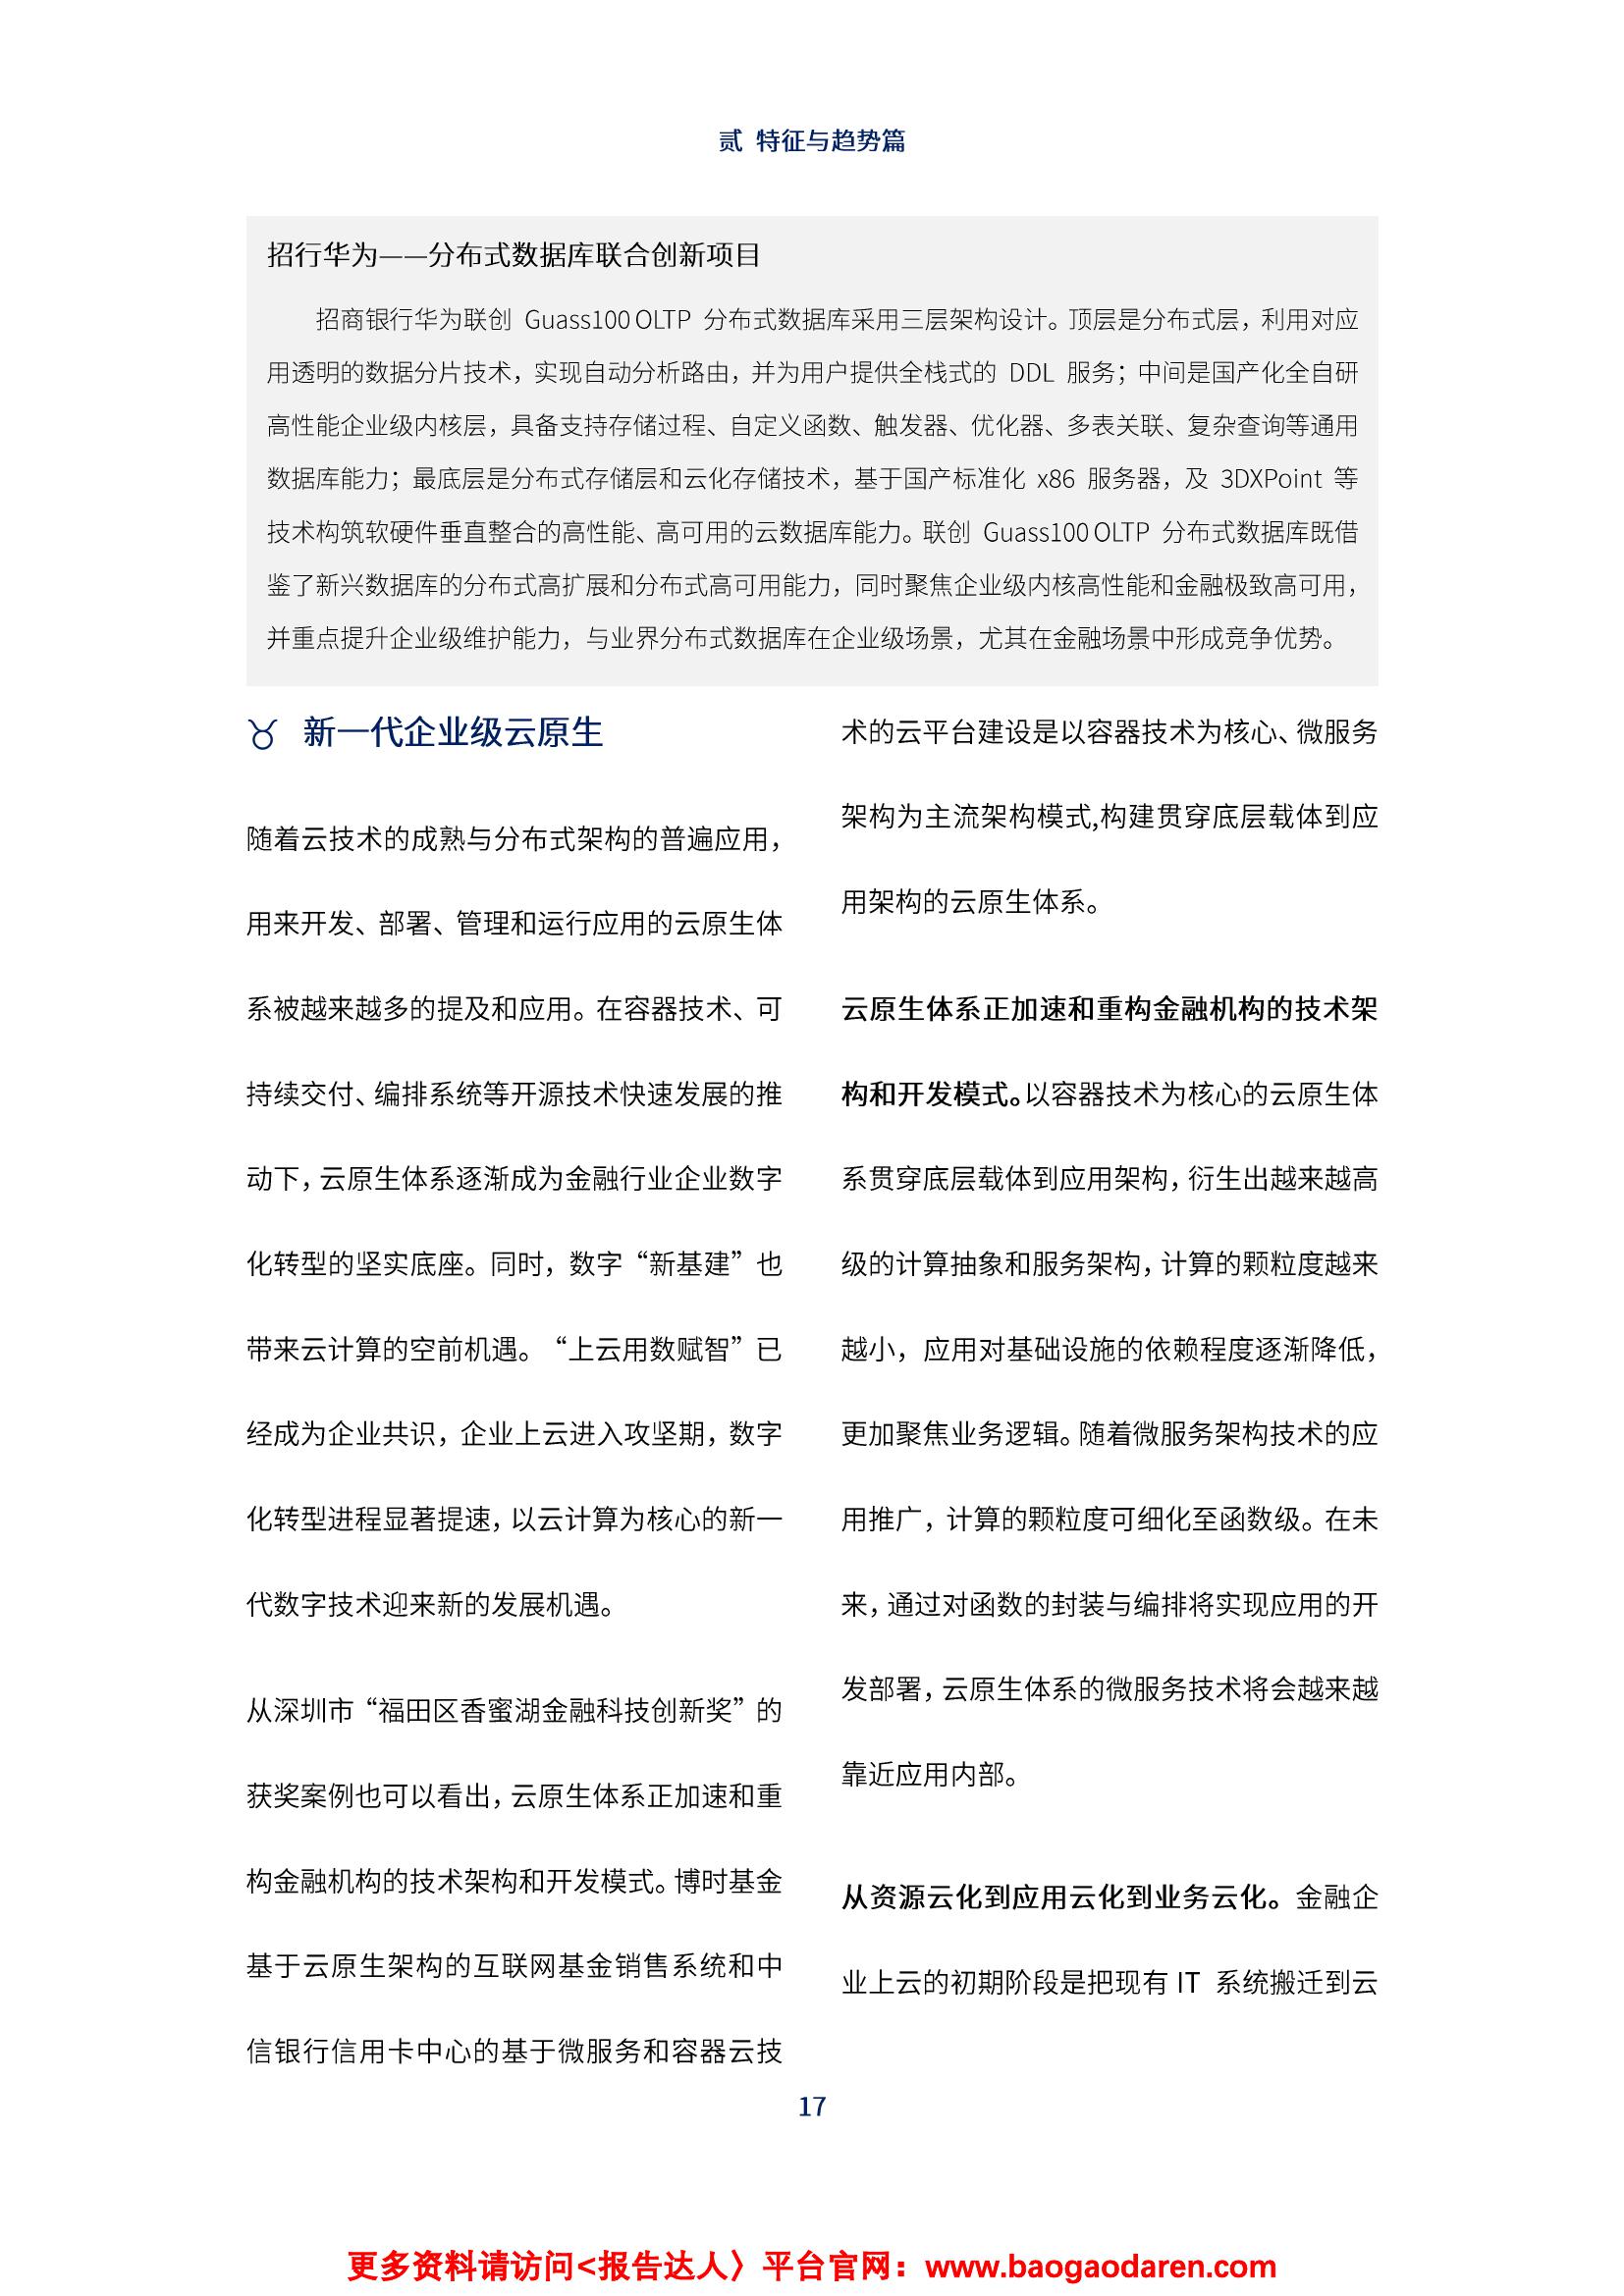 贰 特征与趋势篇
招行华为——分布式数据库联合创新项目
招商银行华为联创 Guass100 OLTP 分布式数据库采用三层架构设计。顶层是分布式层，利用对应
用透明的数据分片技术，实现自动分析路由，并为用户提供全栈式的 DDL 服务；中间是国产化全自研
高性能企业级内核层，具备支持存储过程、自定义函数、触发器、优化器、多表关联、复杂查询等通用
数据库能力；最底层是分布式存储层和云化存储技术，基于国产标准化 x86 服务器，及 3DXPoint 等
技术构筑软硬件垂直整合的高性能、高可用的云数据库能力。联创 Guass100 OLTP 分布式数据库既借
鉴了新兴数据库的分布式高扩展和分布式高可用能力，同时聚焦企业级内核高性能和金融极致高可用，
并重点提升企业级维护能力，与业界分布式数据库在企业级场景，尤其在金融场景中形成竞争优势。
♉ 新一代企业级云原生
随着云技术的成熟与分布式架构的普遍应用，
用来开发、部署、管理和运行应用的云原生体
系被越来越多的提及和应用。在容器技术、可
持续交付、编排系统等开源技术快速发展的推
动下，云原生体系逐渐成为金融行业企业数字
化转型的坚实底座。同时，数字“新基建”也
带来云计算的空前机遇。“上云用数赋智”已
经成为企业共识，企业上云进入攻坚期，数字
化转型进程显著提速，以云计算为核心的新一
代数字技术迎来新的发展机遇。
从深圳市“福田区香蜜湖金融科技创新奖”的
获奖案例也可以看出，云原生体系正加速和重
构金融机构的技术架构和开发模式。博时基金
基于云原生架构的互联网基金销售系统和中
信银行信用卡中心的基于微服务和容器云技
术的云平台建设是以容器技术为核心、微服务
架构为主流架构模式,构建贯穿底层载体到应
用架构的云原生体系。
云原生体系正加速和重构金融机构的技术架
构和开发模式。以容器技术为核心的云原生体
系贯穿底层载体到应用架构，衍生出越来越高
级的计算抽象和服务架构，计算的颗粒度越来
越小，应用对基础设施的依赖程度逐渐降低，
更加聚焦业务逻辑。随着微服务架构技术的应
用推广，计算的颗粒度可细化至函数级。在未
来，通过对函数的封装与编排将实现应用的开
发部署，云原生体系的微服务技术将会越来越
靠近应用内部。
从资源云化到应用云化到业务云化。金融企
业上云的初期阶段是把现有 IT 系统搬迁到云
17
更多资料请访问<报告达人〉平台官网：www.baogaodaren.com